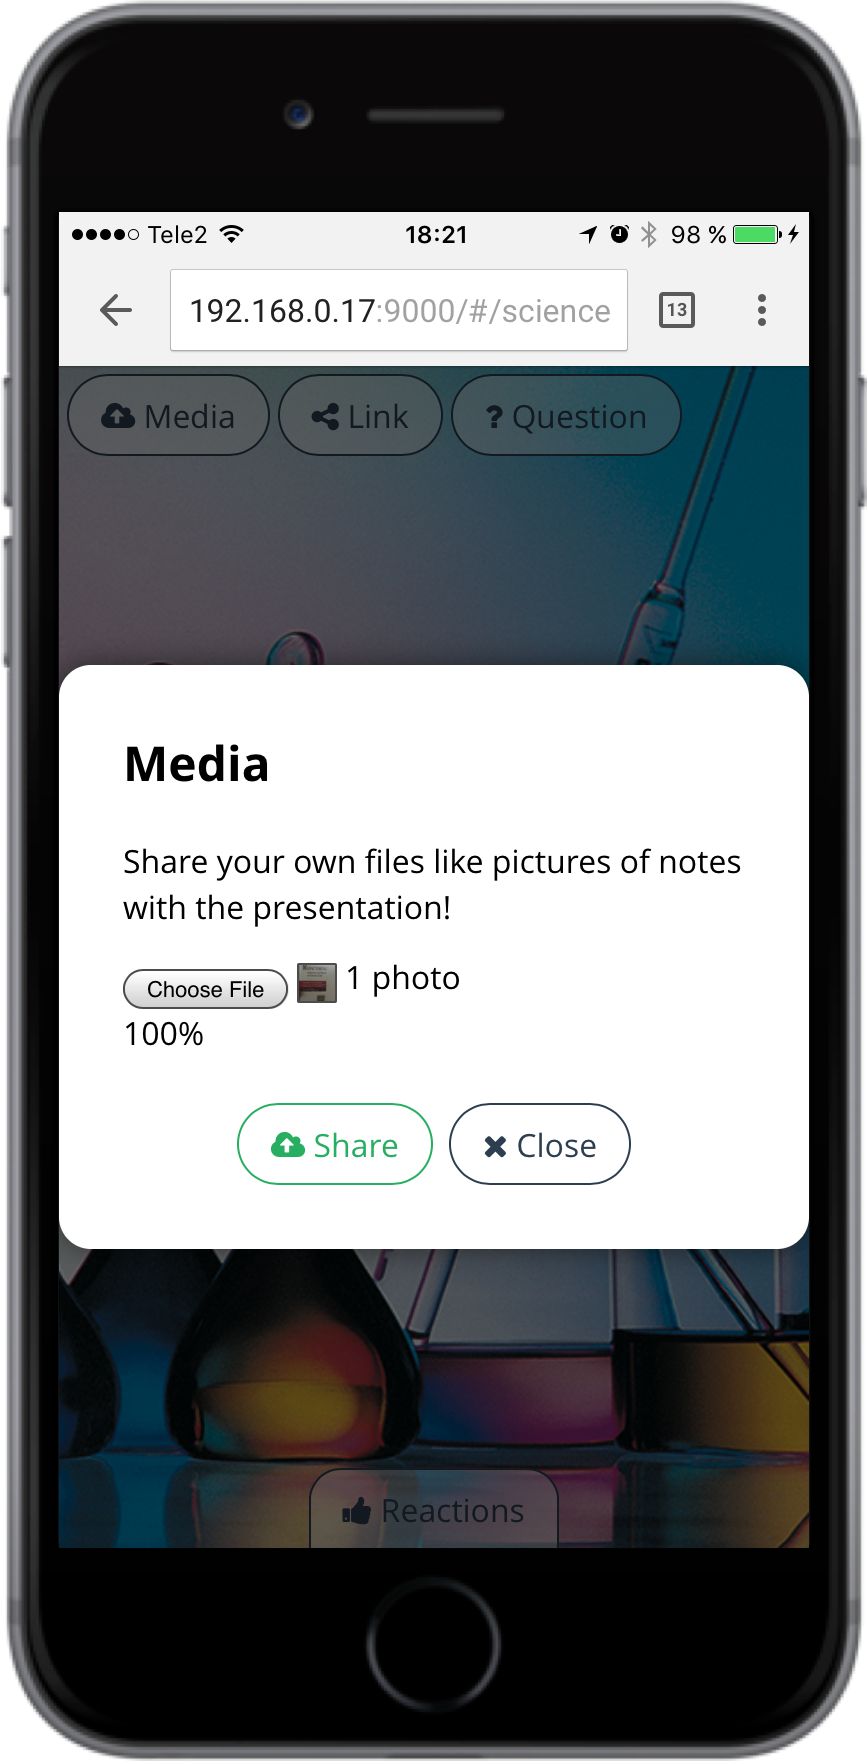 Tele2 18:21 98 %
192.168.0.17:9000/#/science 13
Media Link ? Question
Media
Share your own files like pictures of notes
with the presentation!
Choose File 1 photo
100%
Share Close
Reactions